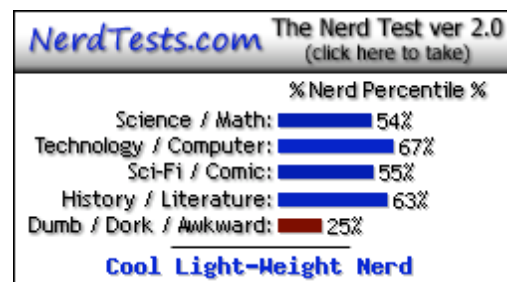 NerdTests.com The Nerd Test ver 2.0
(click here to take)
% Nerd Percentile %
Science / Math: 54%
Technology / Computer: 67%
Sci-Fi / Comic: 55%
History / Literature: 63%
Dumb / Dork / Awkward: 25%
Cool Light-Weight Nerd